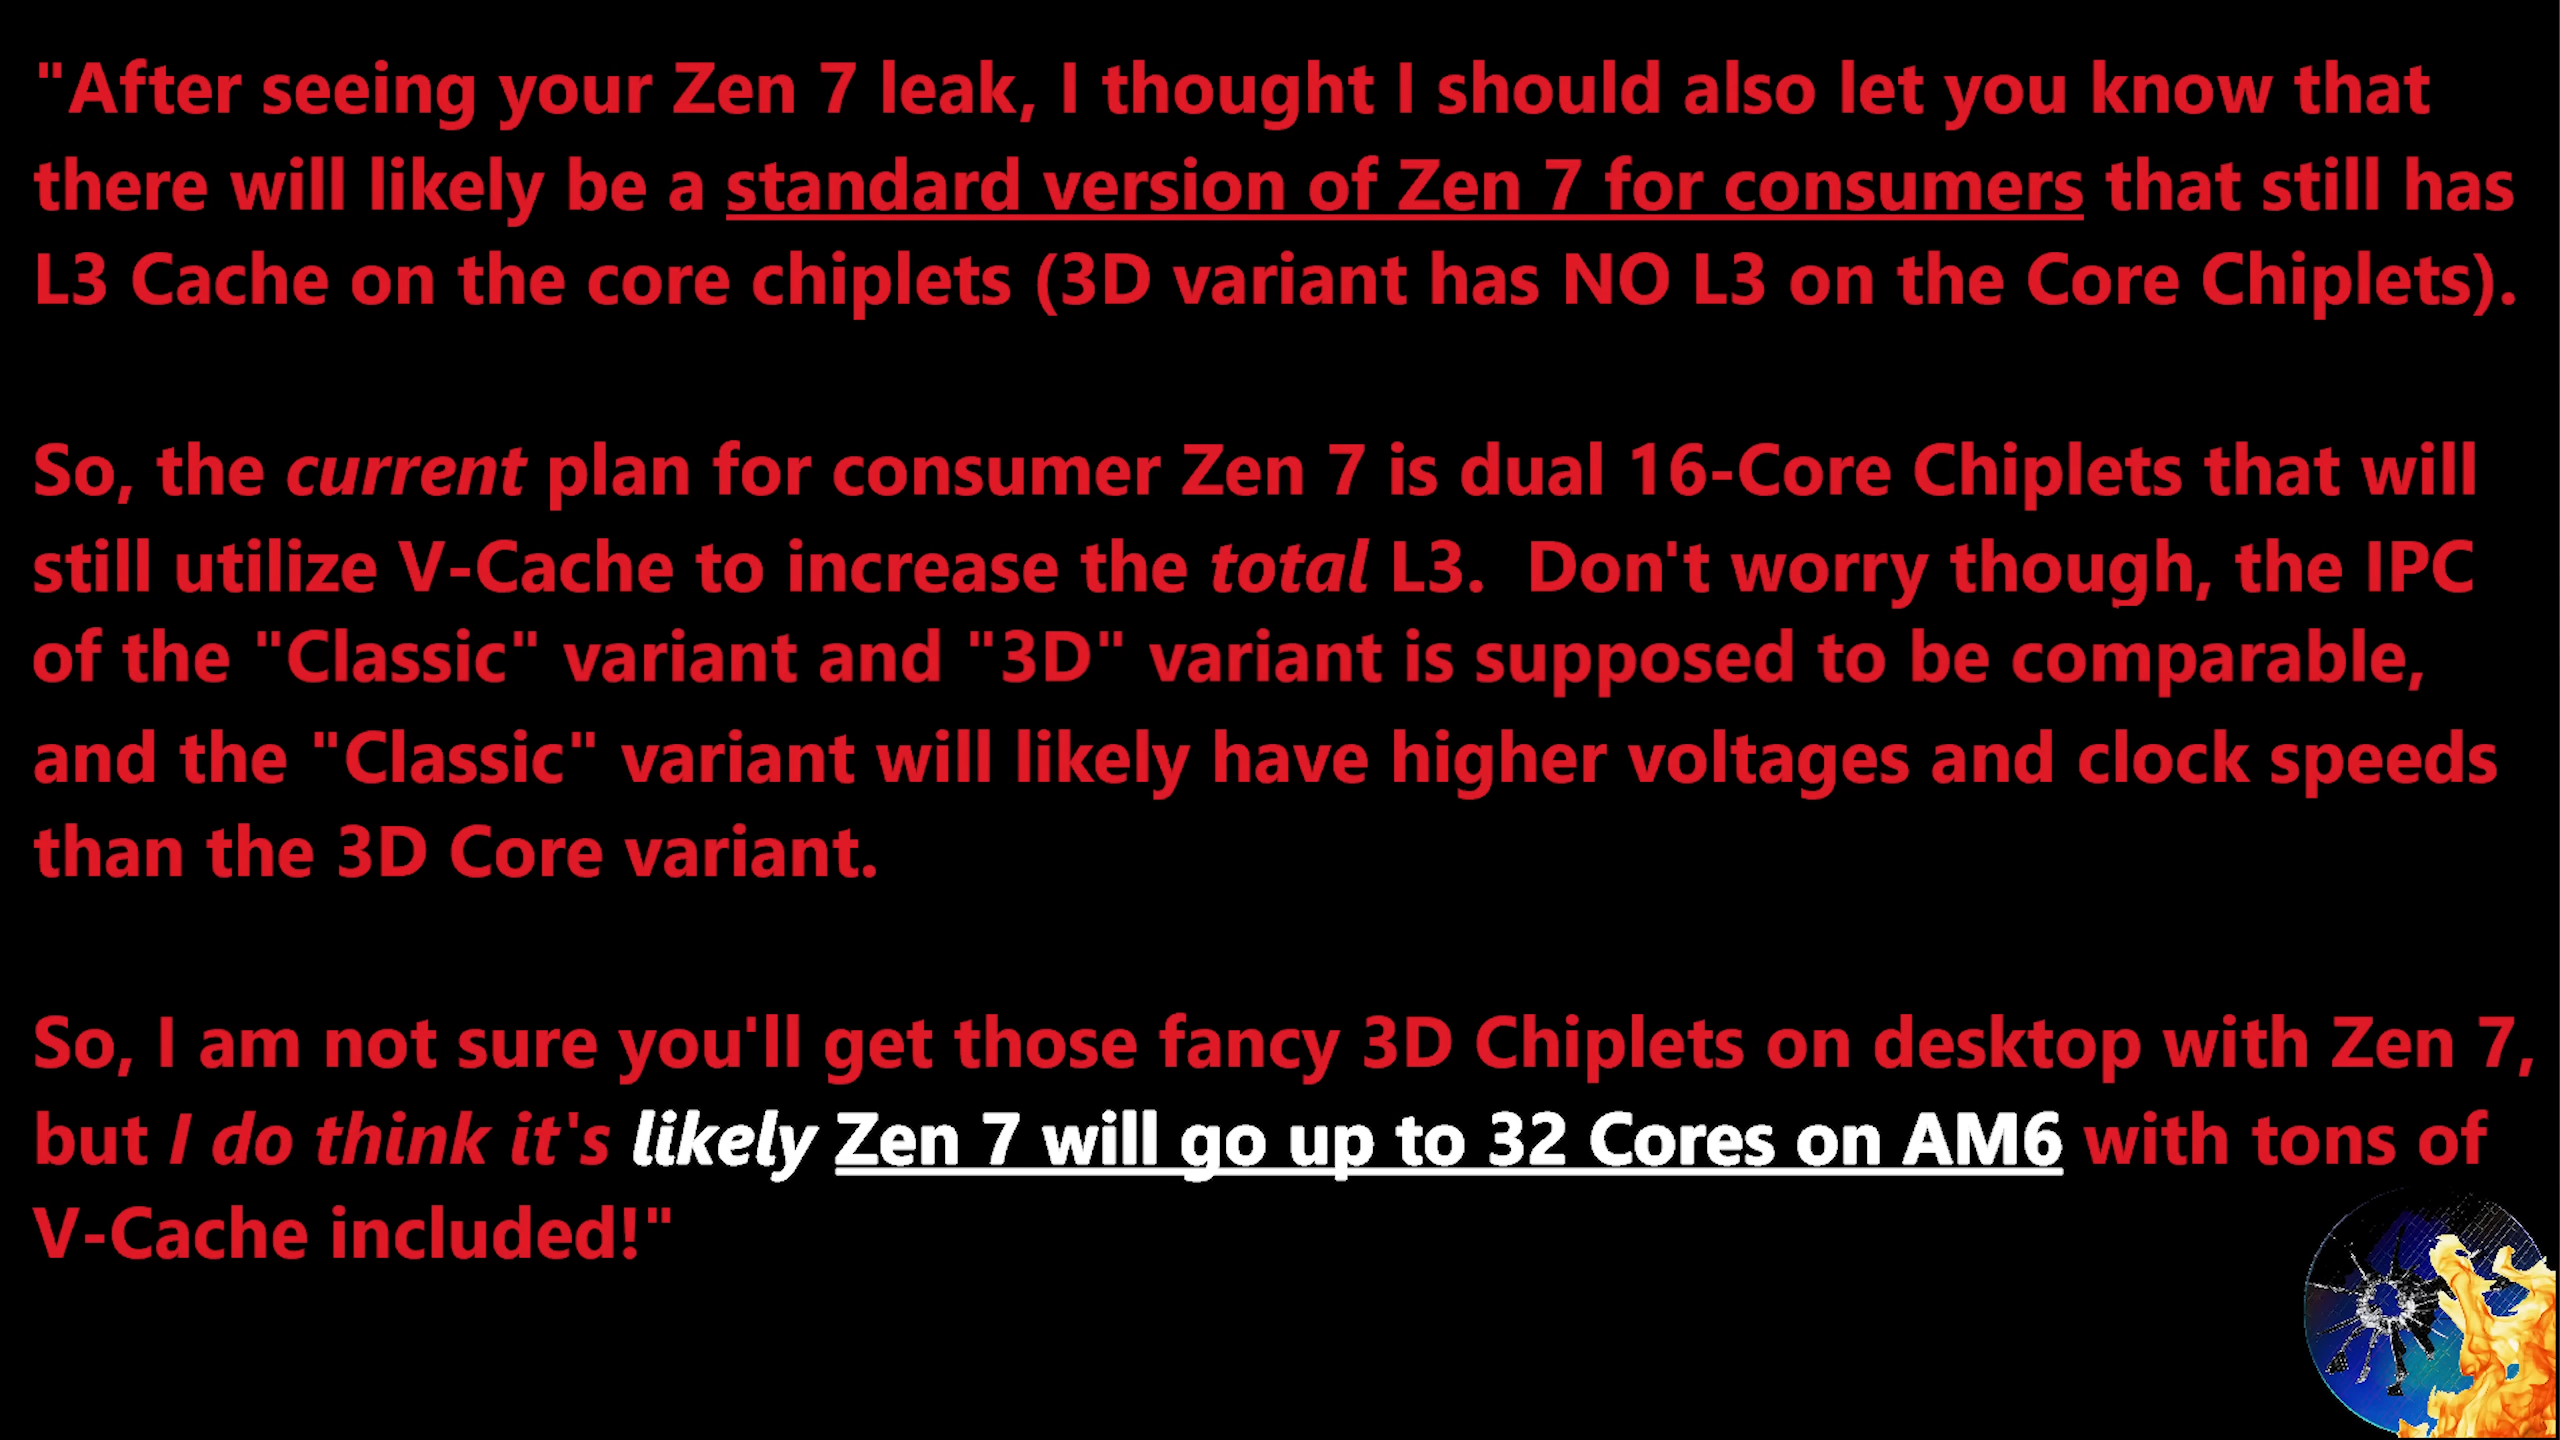 "After seeing your Zen 7 leak, I thought I should also let you know that
there will likely be a standard version of Zen 7 for consumers that still has
L3 Cache on the core chiplets (3D variant has NO L3 on the Core Chiplets).
So, the current plan for consumer Zen 7 is dual 16-Core Chiplets that will
still utilize V-Cache to increase the total L3.  Don't worry though, the IPC
of the "Classic" variant and "3D" variant is supposed to be comparable,
and the "Classic" variant will likely have higher voltages and clock speeds
than the 3D Core variant.
So, I am not sure you'll get those fancy 3D Chiplets on desktop with Zen 7,
but I do think it's likely Zen 7 will go up to 32 Cores on AM6 with tons of
V-Cache included!"